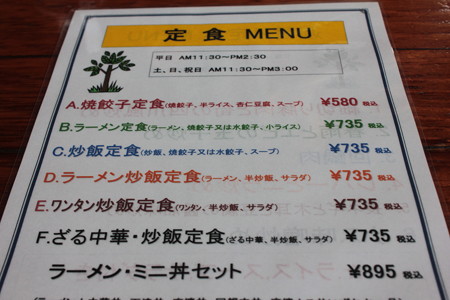 定 食 MENU
平日 AM11:30～PM2:30
土、日、祝日 AM11:30～PM3:00
A.焼餃子定食(焼餃子、半ライス、杏仁豆腐、スープ) ¥580 税込
B.ラーメン定食(ラーメン、焼餃子又は水餃子、小ライス) ¥735 税込
C.炒飯定食(炒飯、焼餃子又は水餃子、スープ) ¥735 税込
D.ラーメン炒飯定食(ラーメン、半炒飯、サラダ) ¥735 税込
E.ワンタン炒飯定食(ワンタン、半炒飯、サラダ) ¥735 税込
F.ざる中華・炒飯定食(ざる中華、半炒飯、サラダ) ¥735 税込
ラーメン・ミニ丼セット ¥895 税込